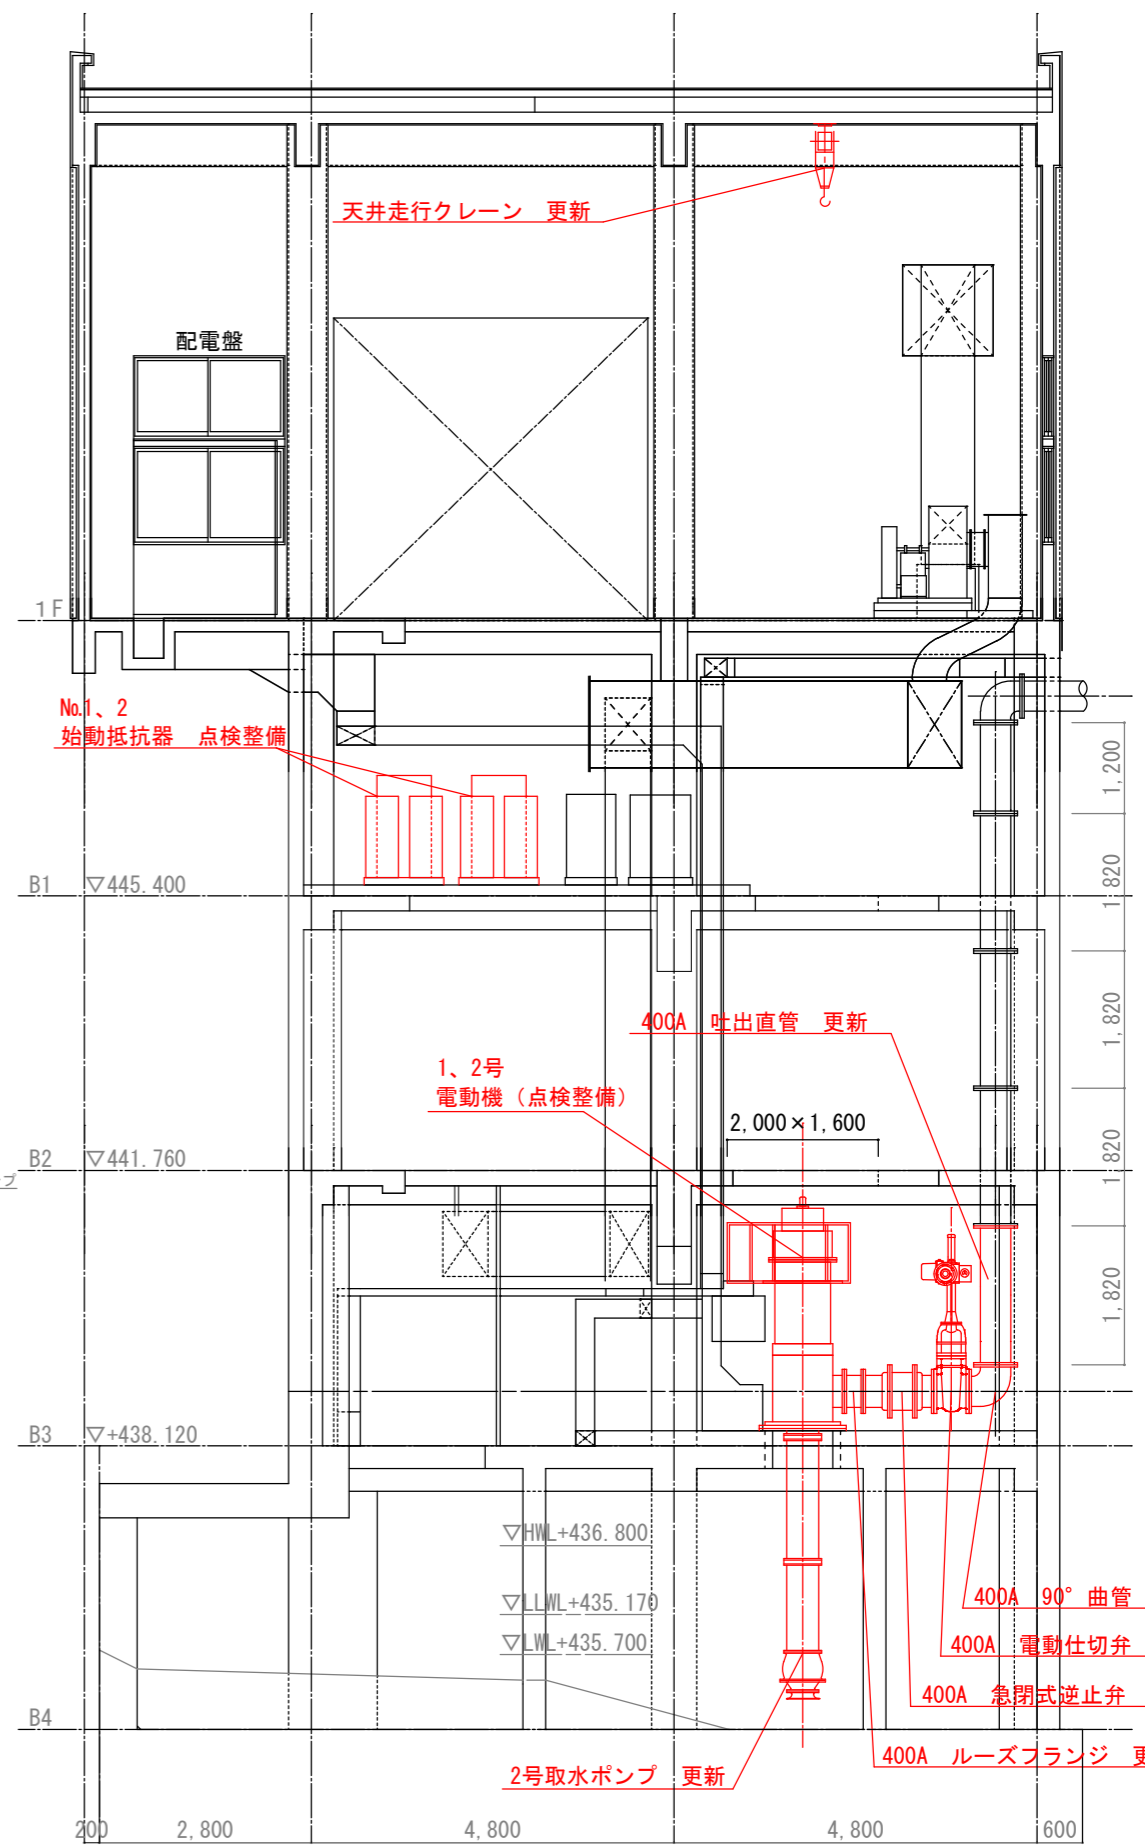 天井走行クレーン　更新
配電盤
1F
No.1、2
始動抵抗器　点検整備
1,200
B1 ▽445.400
1,820
400A　吐出直管　更新
1,820
1、2号
電動機（点検整備）
2,000×1,600
B2 ▽441.760
1,820
プ
1,820
B3 ▽+438.120
▽HWL+436.800
▽LLWL+435.170
▽LWL+435.700
400A　90°曲管
400A　電動仕切弁
400A　急閉式逆止弁
B4
400A　ルーズフランジ　更
2号取水ポンプ　更新
200 2,800 4,800 4,800 600